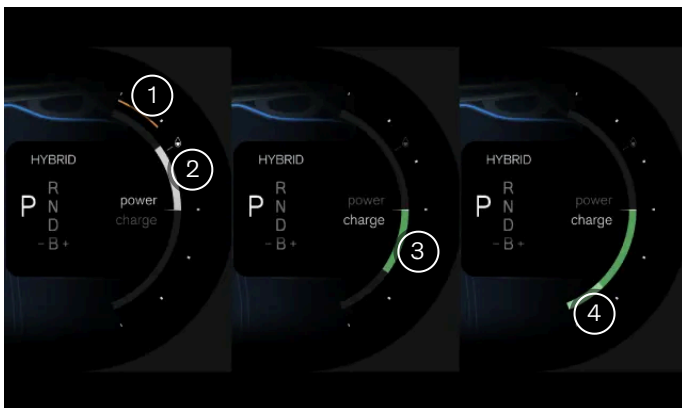 1
2
HYBRID
P
R
N
D
- B +
power
charge
HYBRID
P
R
N
D
- B +
power
charge
3
HYBRID
P
R
N
D
- B +
power
charge
4